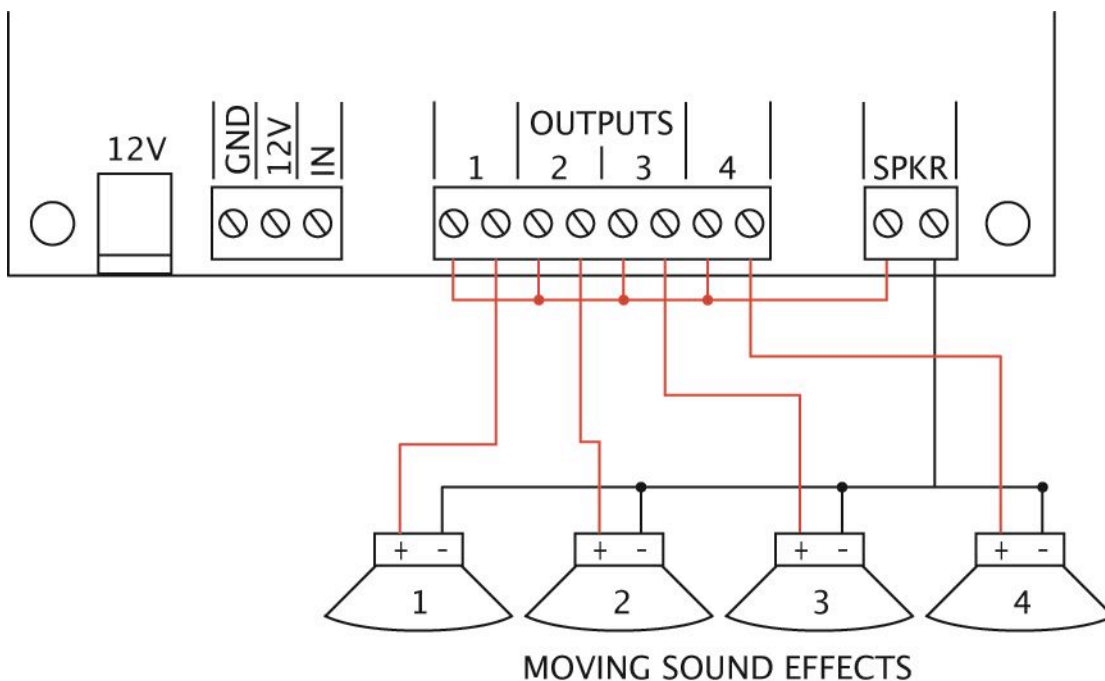 12V
GND
12V
IN
OUTPUTS
1
2
3
4
SPKR
+ -
+ -
+ -
+ -
1
2
3
4
MOVING SOUND EFFECTS